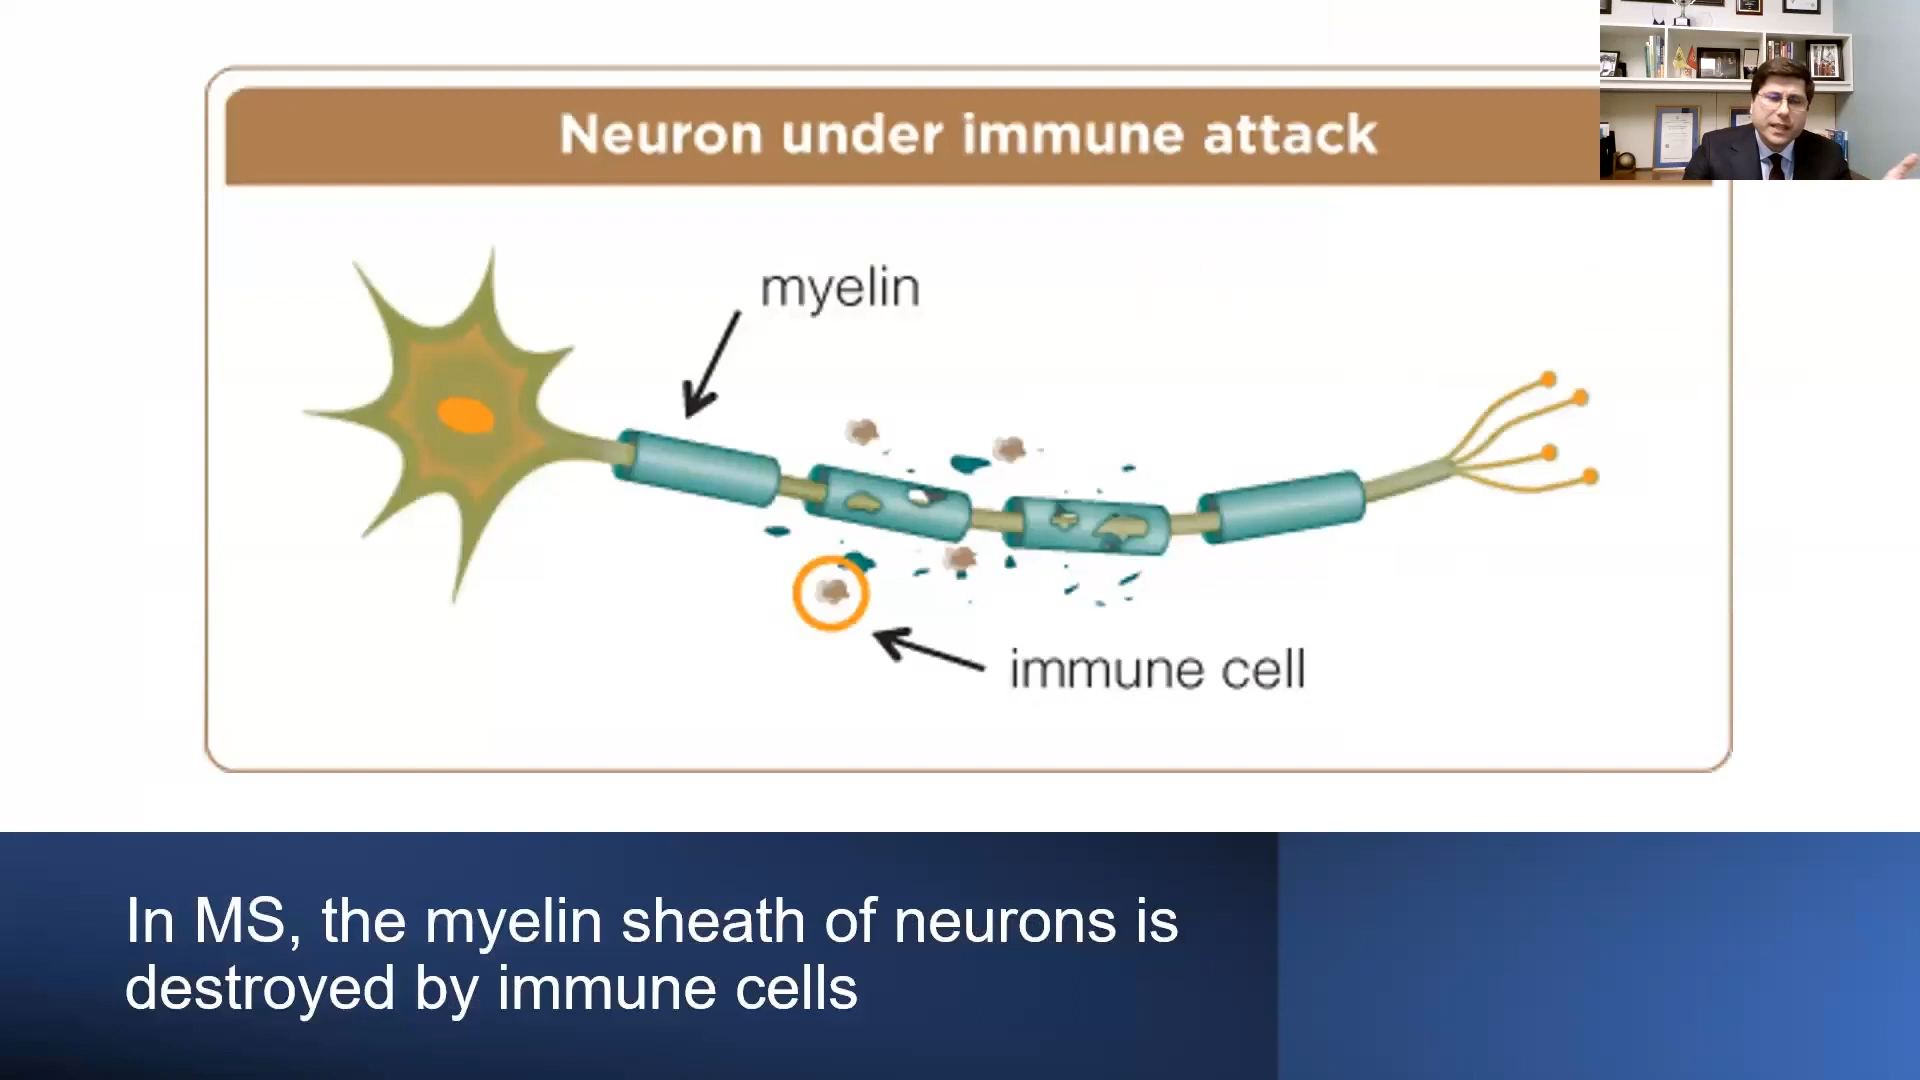 Neuron under immune attack
myelin
immune cell
In MS, the myelin sheath of neurons is
destroyed by immune cells